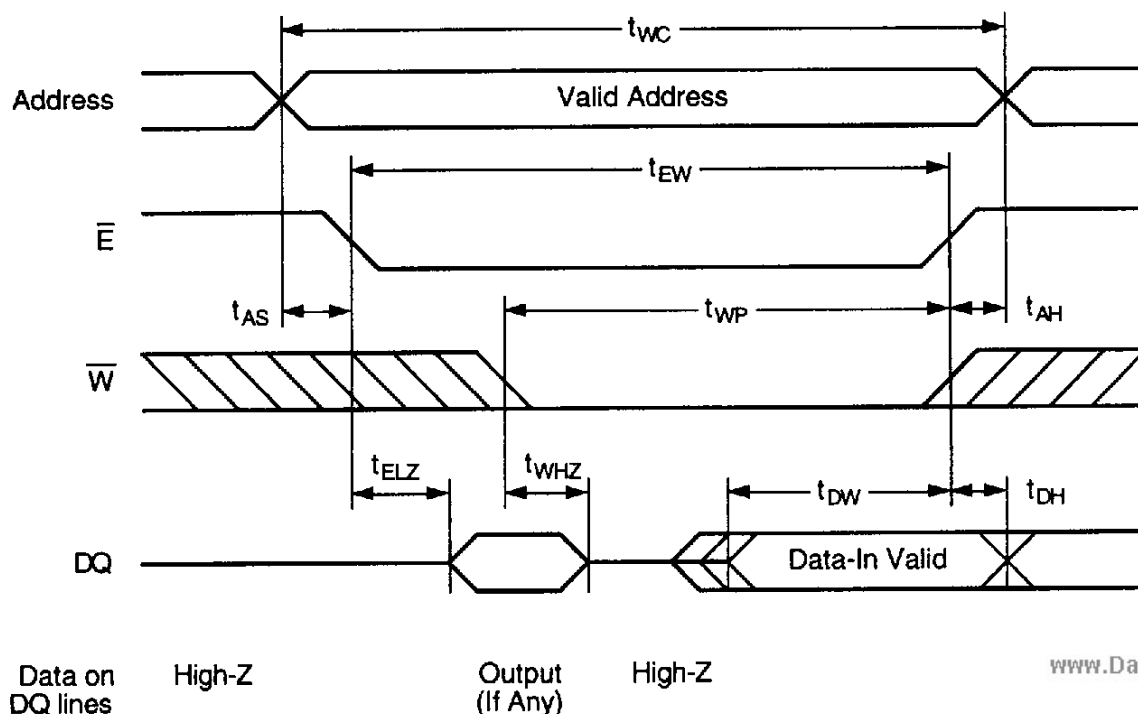 tWC
Address
Valid Address
tEW
E
tAS
tWP
tAH
W
tELZ
tWHZ
tDW
tDH
DQ
Data-In Valid
Data on
DQ lines
High-Z
Output
(If Any)
High-Z
www.Da